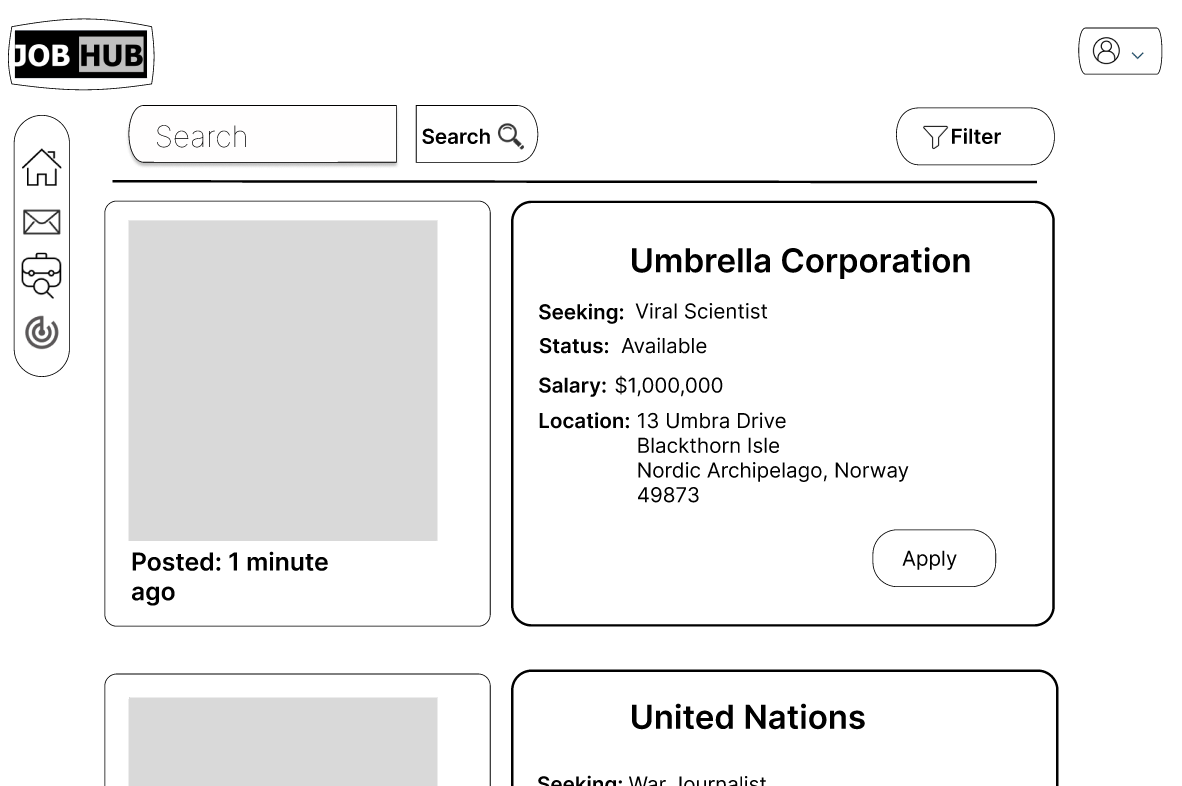 JOB HUB
Search
Search
Filter
Umbrella Corporation
Seeking: Viral Scientist
Status: Available
Salary: $1,000,000
Location: 13 Umbra Drive
Blackthorn Isle
Nordic Archipelago, Norway
49873
Apply
Posted: 1 minute
ago
United Nations
Seeking: War Journalist